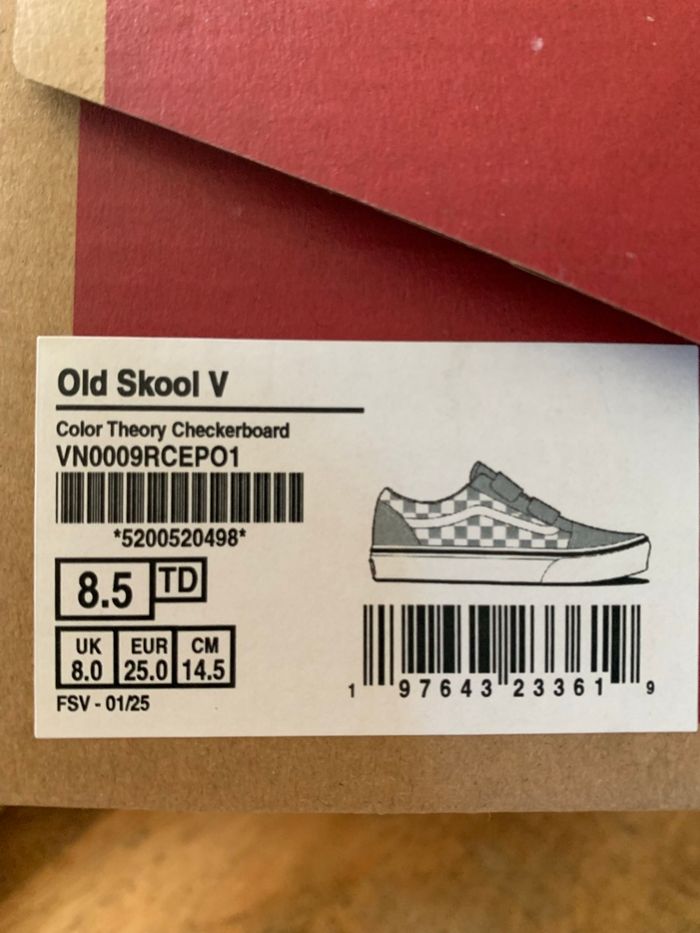 Old Skool V
Color Theory Checkerboard
VN0009RCEPO1
*5200520498*
8.5 TD
UK EUR CM
8.0 25.0 14.5
FSV - 01/25
1 97643 23361 9